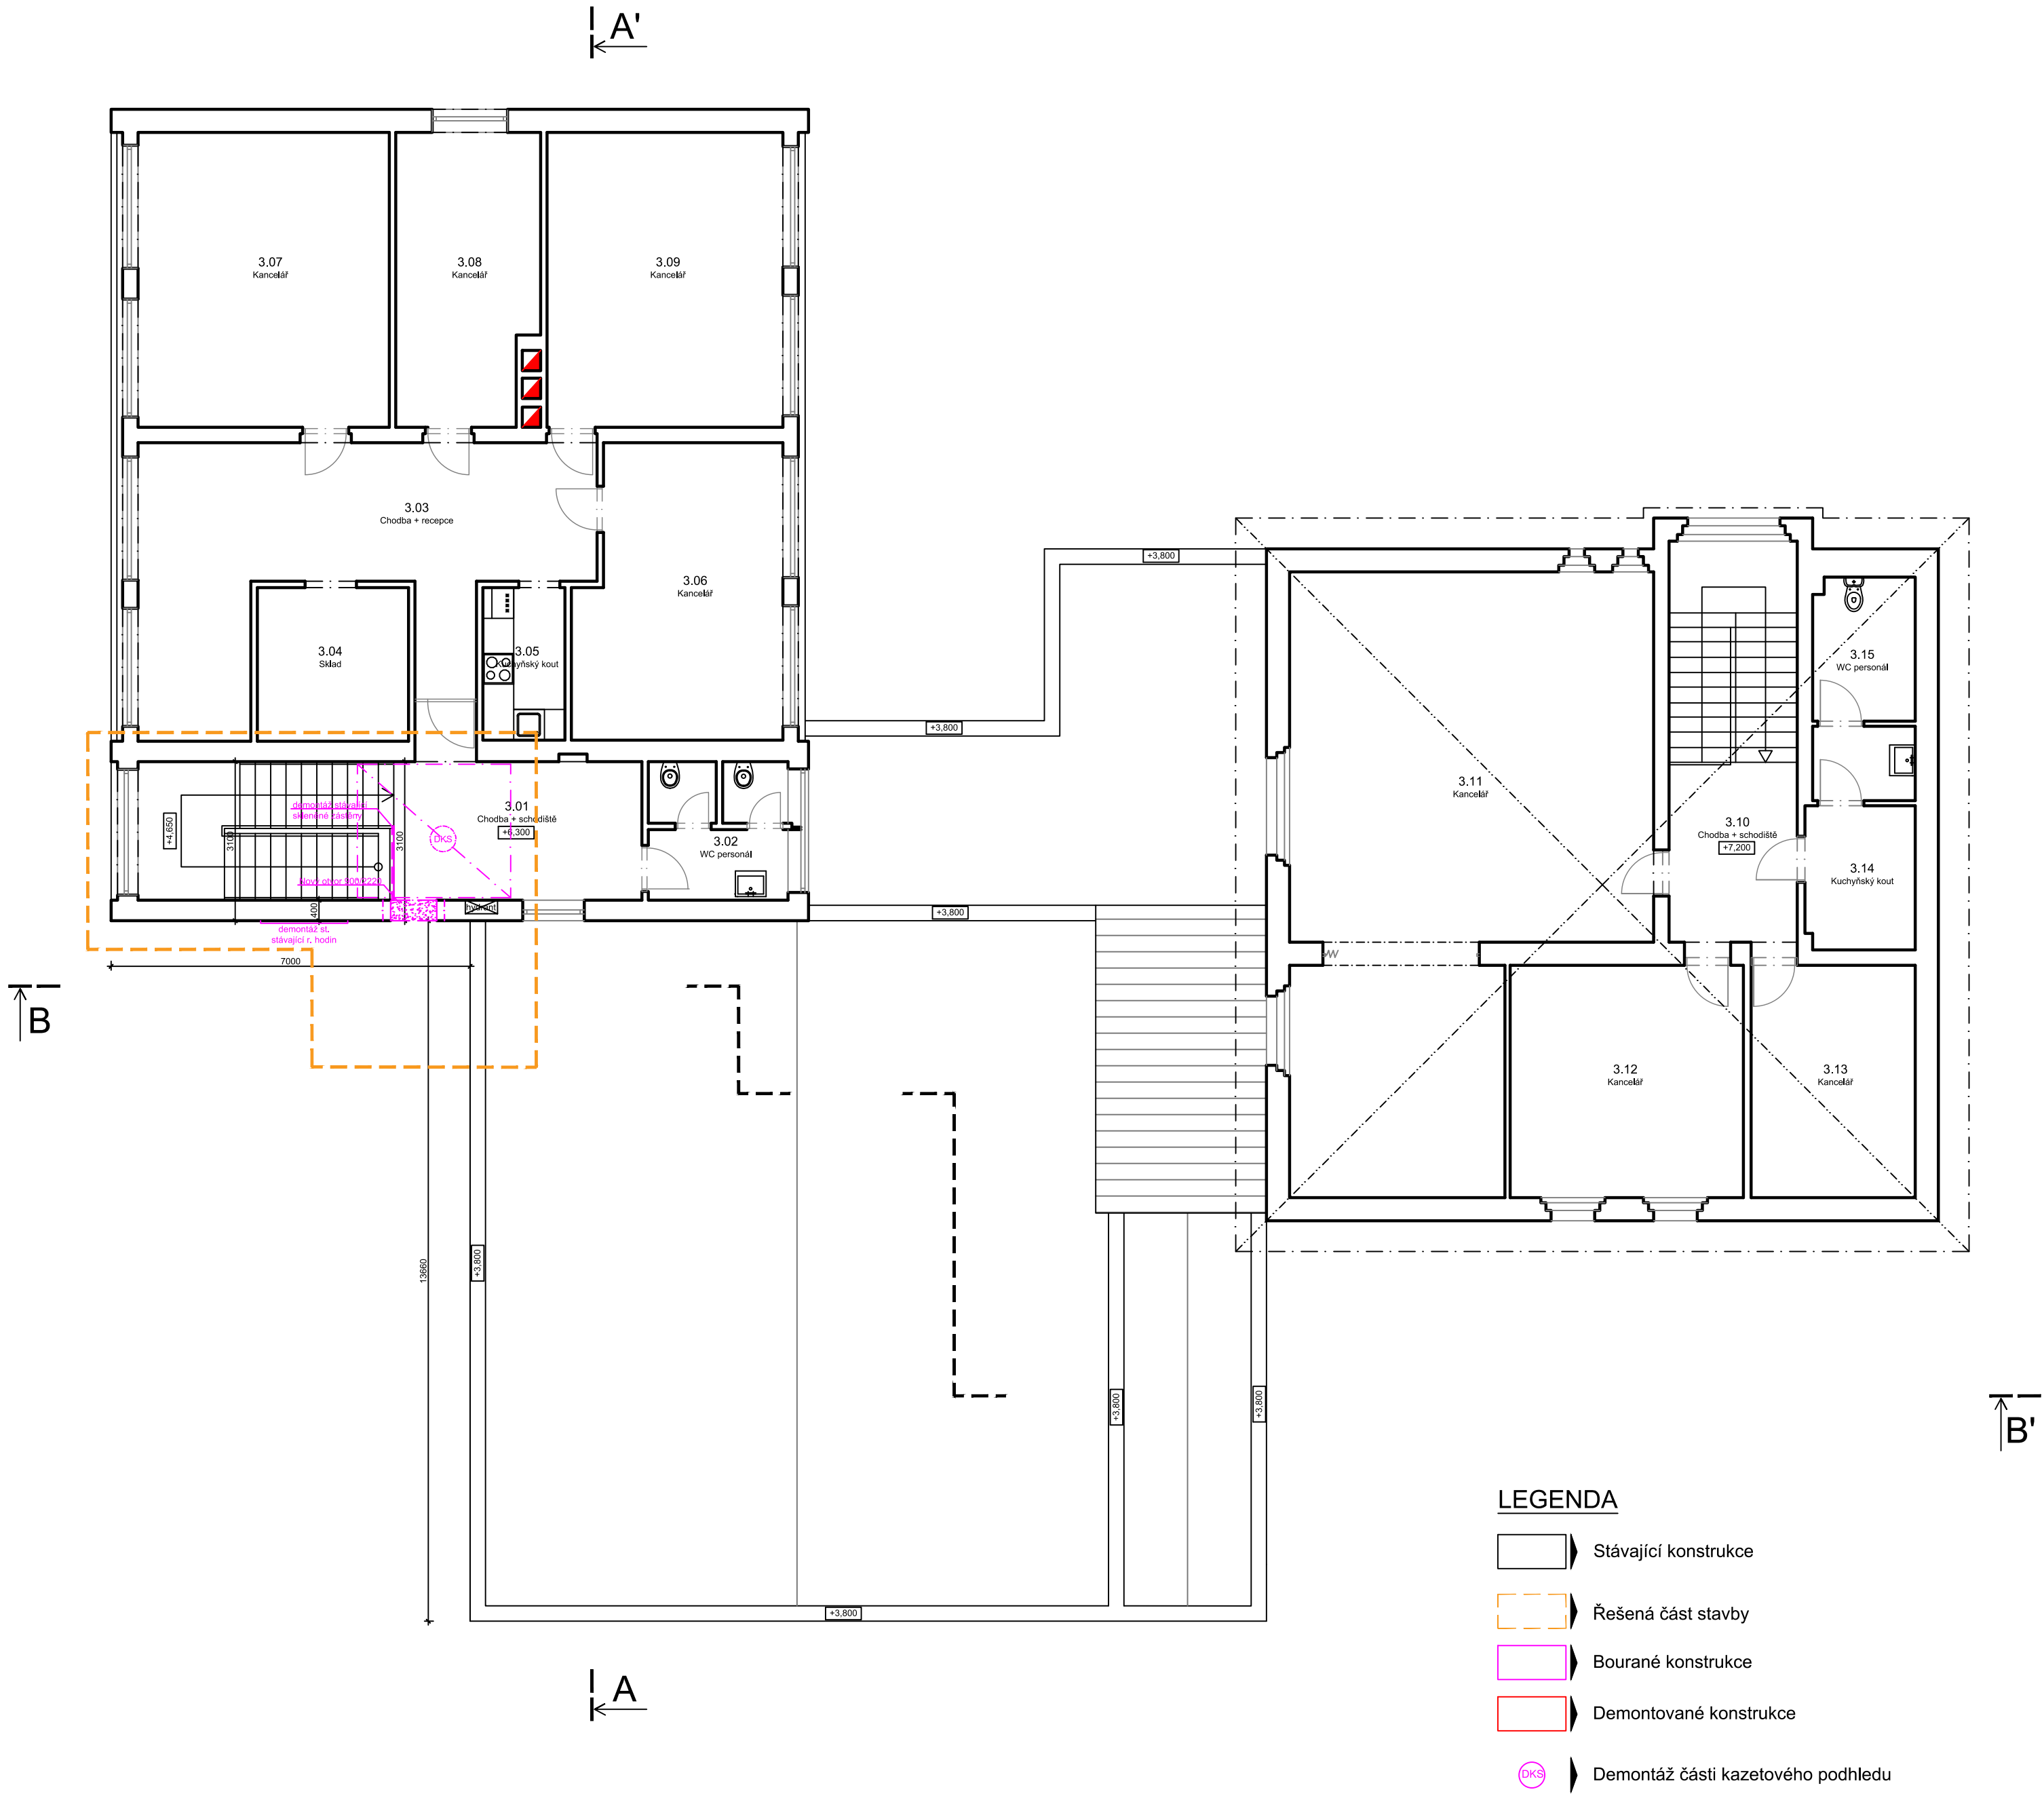 A'
3.07
Kancelář
3.08
Kancelář
3.09
Kancelář
3.03
Chodba + recepce
3.06
Kancelář
3.04
Sklad
3.05
Kuchyňský kout
+3,800
+3,800
3.15
WC personál
3.11
Kancelář
3.10
Chodba + schodiště
+7,200
3.14
Kuchyňský kout
3.01
Chodba + schodiště
+6,300
demontáž stávající
skleněné zástěny
+4,650
3100
3100
DKS
3.02
WC personál
Nový otvor 900/2220
hydrant
400
demontáž st.
stávající r. hodin
+3,800
7000
B
3.12
Kancelář
3.13
Kancelář
13660
+3,800
+3,800
+3,800
B'
+3,800
A
LEGENDA
Stávající konstrukce
Řešená část stavby
Bourané konstrukce
Demontované konstrukce
DKS
Demontáž části kazetového podhledu